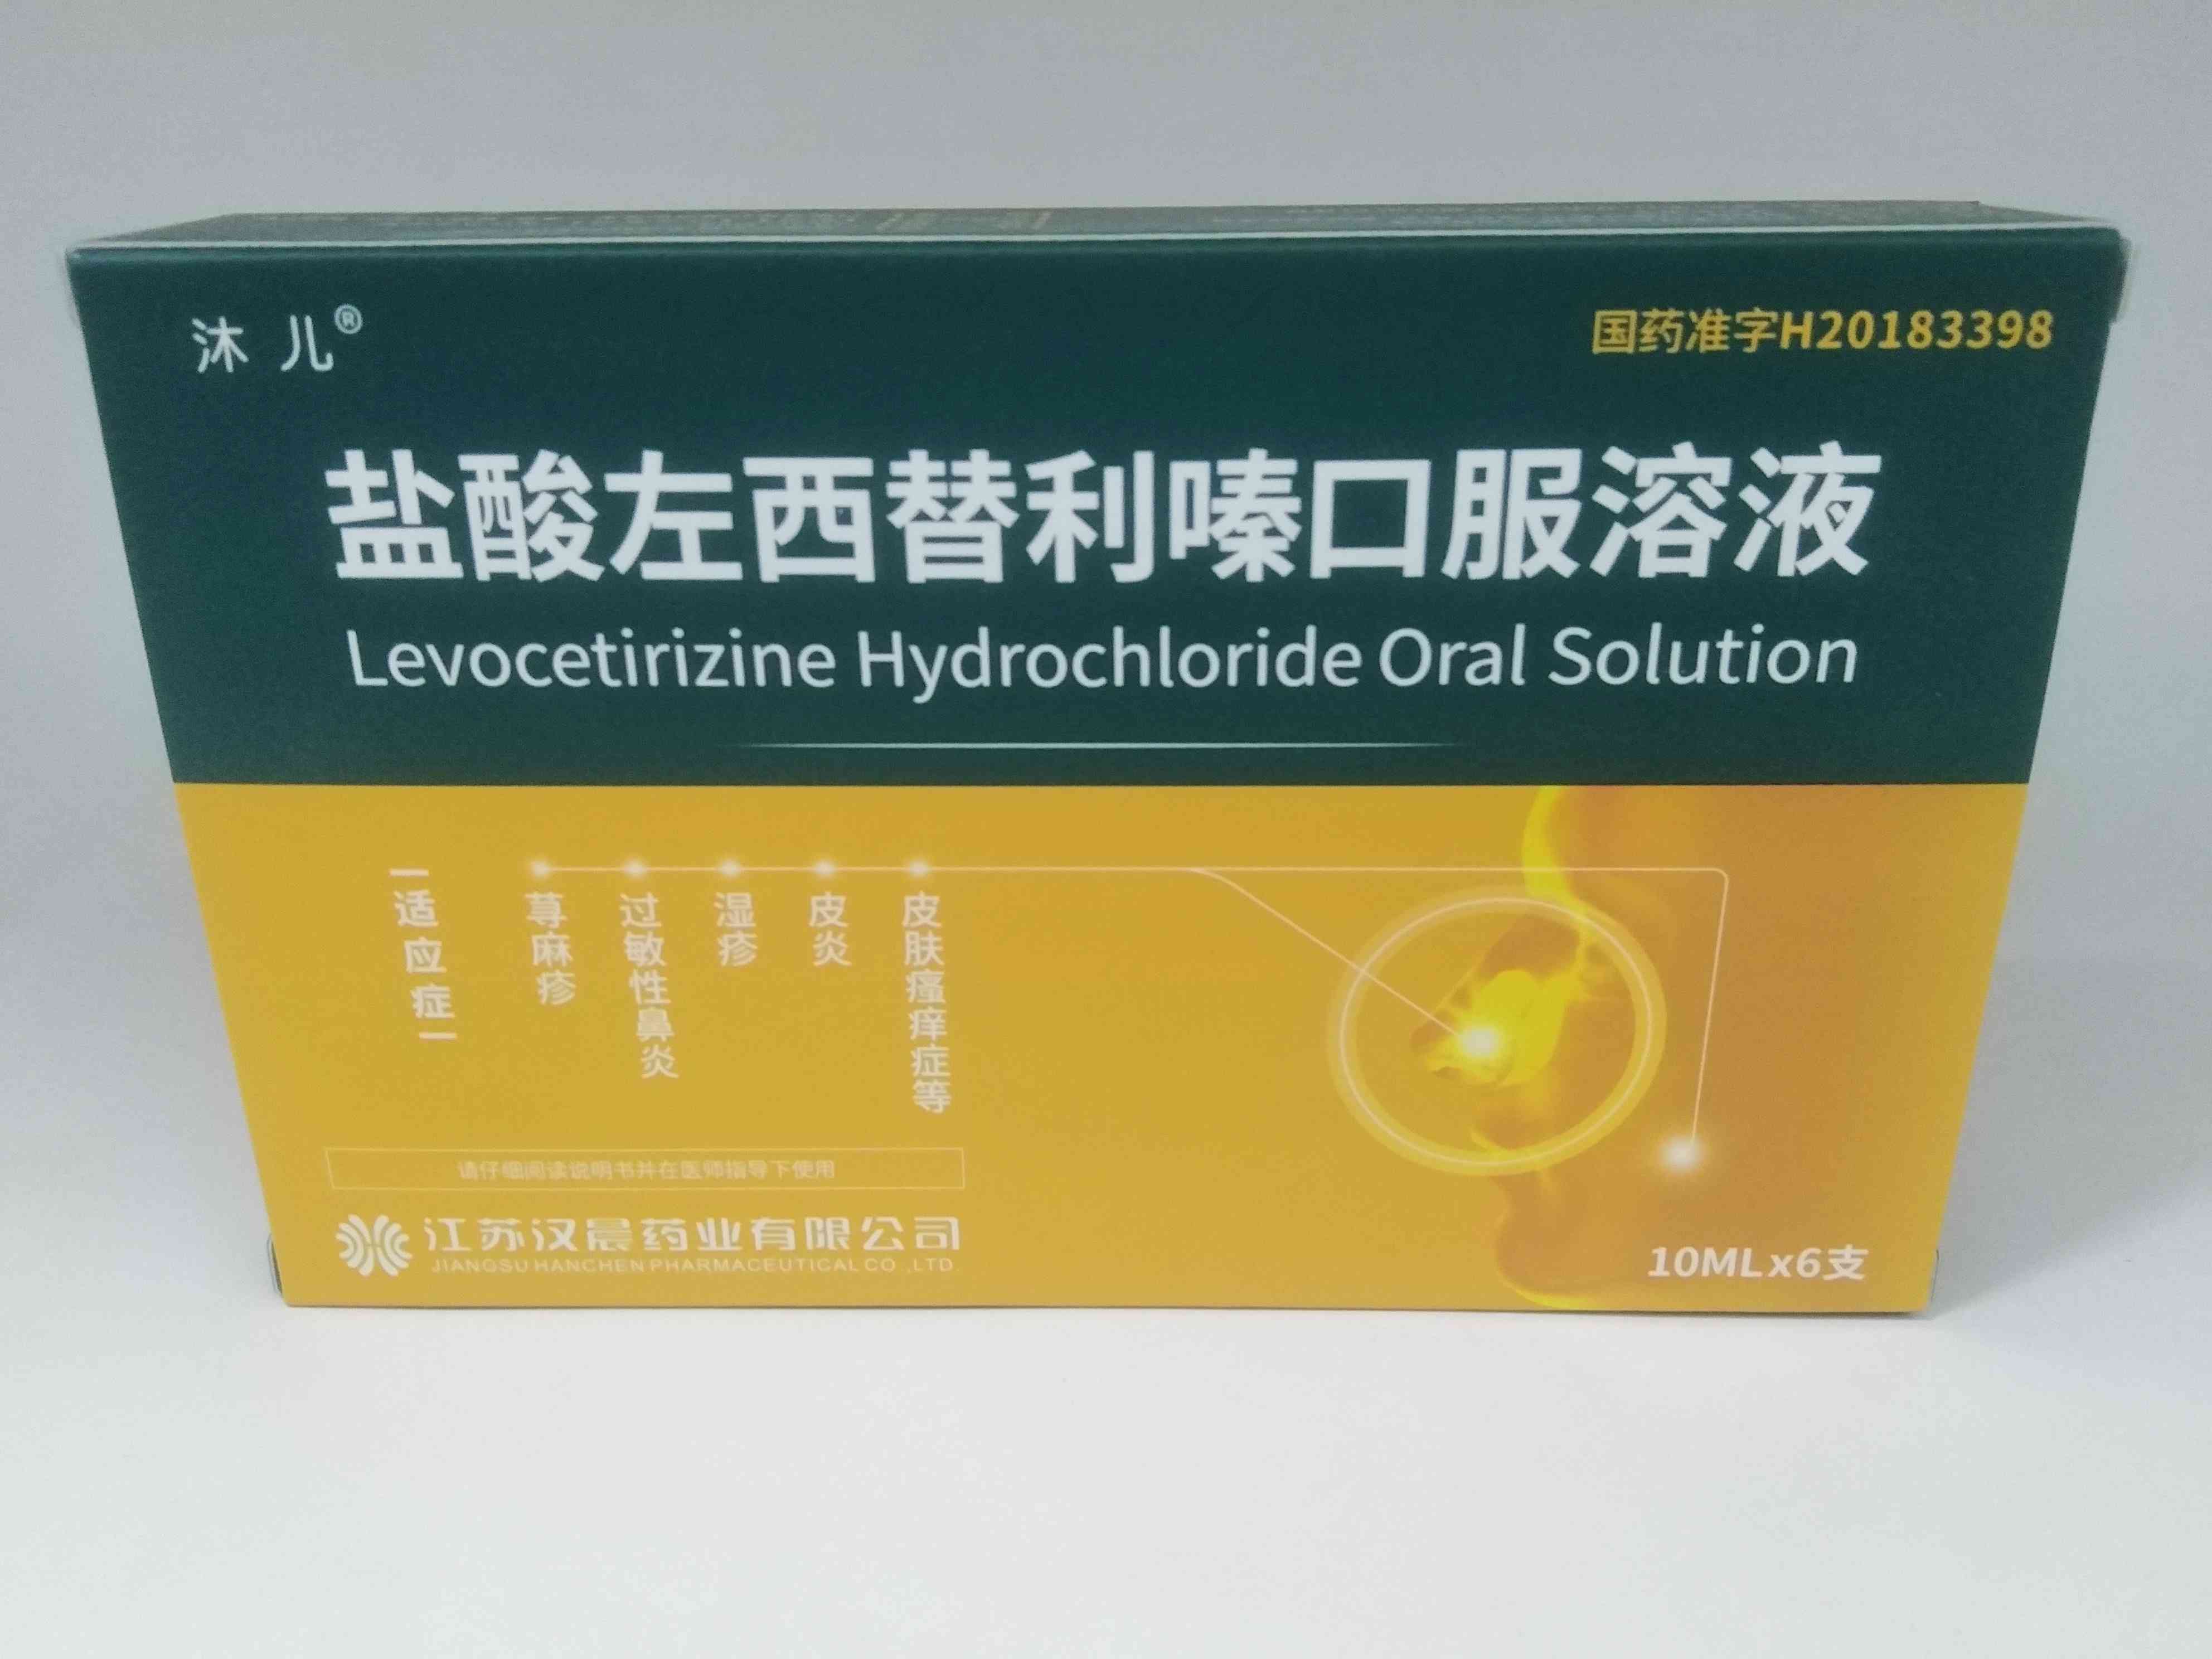 沐儿®
国药准字H20183398
盐酸左西替利嗪口服溶液
Levocetirizine Hydrochloride Oral Solution
适应症
荨麻疹
过敏性鼻炎
湿疹
皮炎
皮肤瘙痒症等
请仔细阅读说明书并在医师指导下使用
江苏汉晨药业有限公司
JIANGSU HANCHEN PHARMACEUTICAL CO .,LTD.
10MLx6支